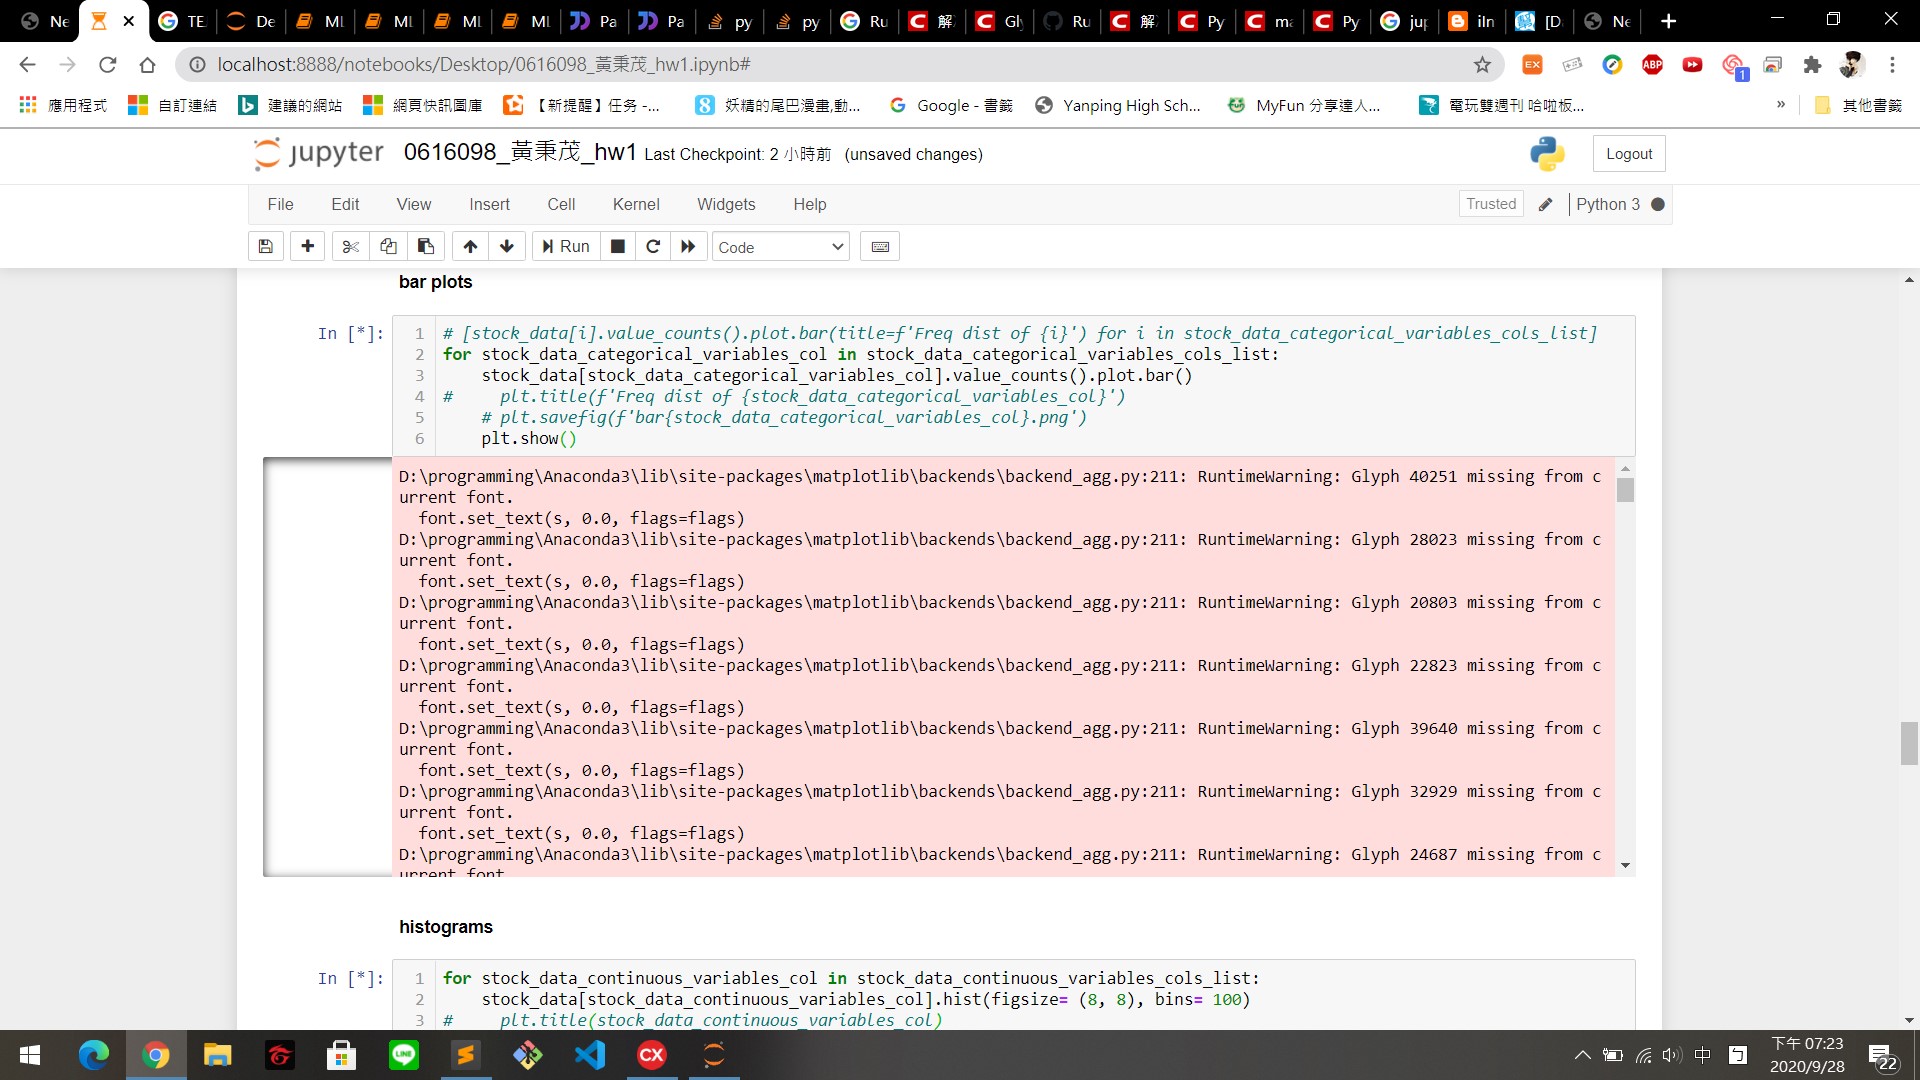 Ne
TE
De
ML
ML
ML
ML
Pa
Pa
py
py
Ru
解
Gly
Ru
解
Py
ma
Py
jup
iIn
[D
Ne
localhost:8888/notebooks/Desktop/0616098_黃秉茂_hw1.ipynb#
EX
ABP
1
應用程式
自訂連結
建議的網站
網頁快訊圖庫
【新提醒】任務 -...
妖精的尾巴漫畫,動...
Google - 書籤
Yanping High Sch...
MyFun 分享達人...
電玩雙週刊 哈啦板...
»
其他書籤
jupyter 0616098_黃秉茂_hw1 Last Checkpoint: 2 小時前 (unsaved changes)
Logout
File Edit View Insert Cell Kernel Widgets Help
Trusted
Python 3
Run
Code
bar plots
In [*]:
1 # [stock_data[i].value_counts().plot.bar(title=f'Freq dist of {i}') for i in stock_data_categorical_variables_cols_list]
2 for stock_data_categorical_variables_col in stock_data_categorical_variables_cols_list:
3 stock_data[stock_data_categorical_variables_col].value_counts().plot.bar()
4 # plt.title(f'Freq dist of {stock_data_categorical_variables_col}')
5 # plt.savefig(f'bar{stock_data_categorical_variables_col}.png')
6 plt.show()
D:\programming\Anaconda3\lib\site-packages\matplotlib\backends\backend_agg.py:211: RuntimeWarning: Glyph 40251 missing from c
urrent font.
font.set_text(s, 0.0, flags=flags)
D:\programming\Anaconda3\lib\site-packages\matplotlib\backends\backend_agg.py:211: RuntimeWarning: Glyph 28023 missing from c
urrent font.
font.set_text(s, 0.0, flags=flags)
D:\programming\Anaconda3\lib\site-packages\matplotlib\backends\backend_agg.py:211: RuntimeWarning: Glyph 20803 missing from c
urrent font.
font.set_text(s, 0.0, flags=flags)
D:\programming\Anaconda3\lib\site-packages\matplotlib\backends\backend_agg.py:211: RuntimeWarning: Glyph 22823 missing from c
urrent font.
font.set_text(s, 0.0, flags=flags)
D:\programming\Anaconda3\lib\site-packages\matplotlib\backends\backend_agg.py:211: RuntimeWarning: Glyph 39640 missing from c
urrent font.
font.set_text(s, 0.0, flags=flags)
D:\programming\Anaconda3\lib\site-packages\matplotlib\backends\backend_agg.py:211: RuntimeWarning: Glyph 32929 missing from c
urrent font.
font.set_text(s, 0.0, flags=flags)
D:\programming\Anaconda3\lib\site-packages\matplotlib\backends\backend_agg.py:211: RuntimeWarning: Glyph 24687 missing from c
urrent font.
histograms
In [*]:
1 for stock_data_continuous_variables_col in stock_data_continuous_variables_cols_list:
2 stock_data[stock_data_continuous_variables_col].hist(figsize= (8, 8), bins= 100)
3 # plt.title(stock_data_continuous_variables_col)
LINE
CX
中
下午 07:23
2020/9/28
22